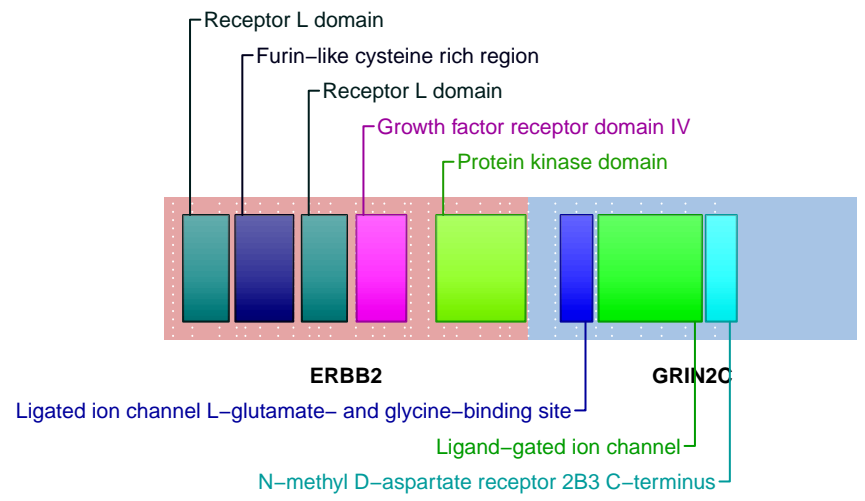 Receptor L domain
Furin−like cysteine rich region
Receptor L domain
Growth factor receptor domain IV
Protein kinase domain
ERBB2
GRIN2C
Ligated ion channel L−glutamate− and glycine−binding site
Ligand−gated ion channel
N−methyl D−aspartate receptor 2B3 C−terminus